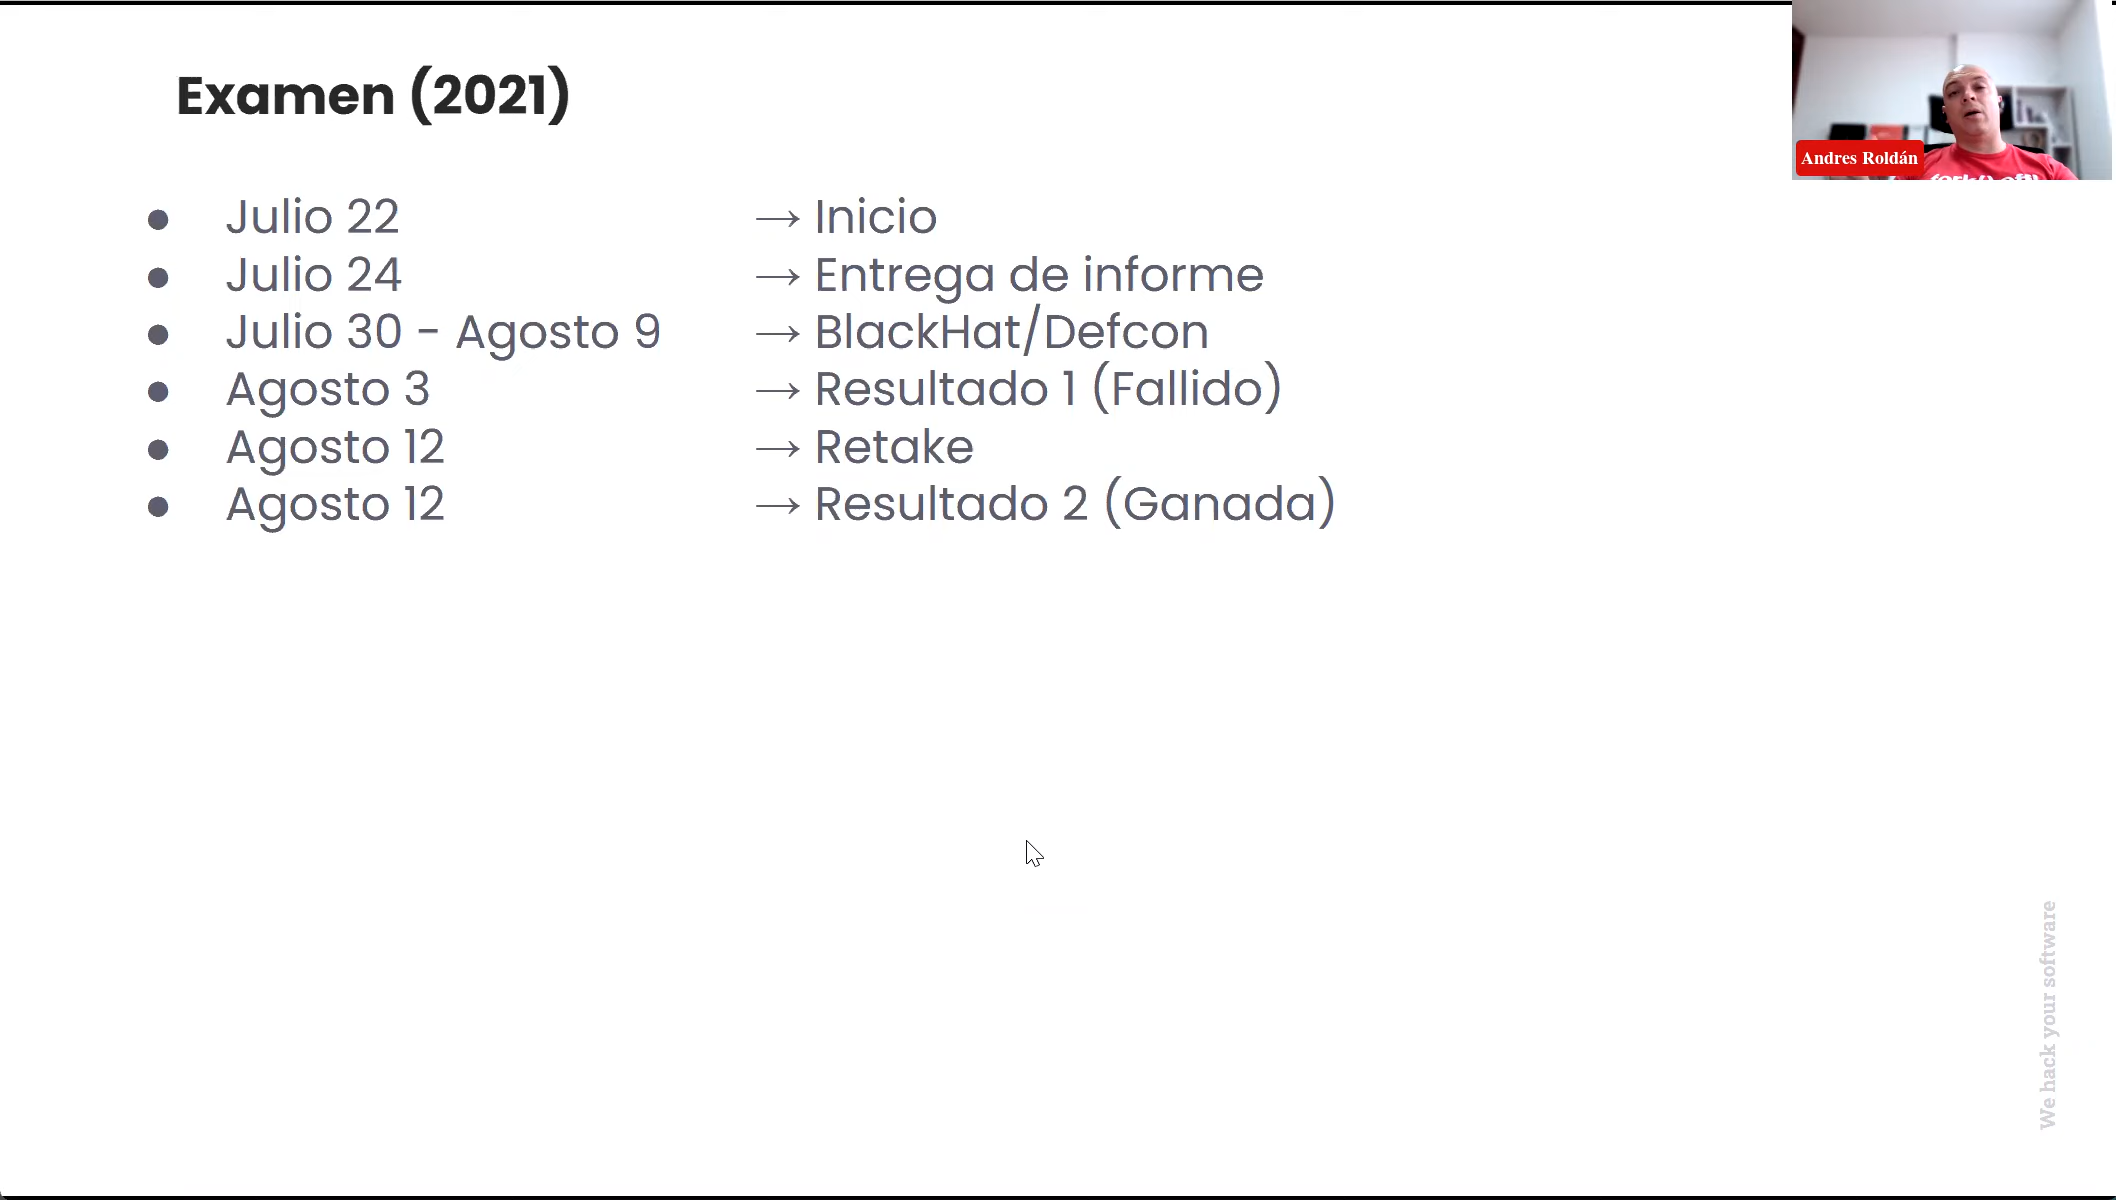 Examen (2021)
Andres Roldán
● Julio 22 → Inicio
● Julio 24 → Entrega de informe
● Julio 30 - Agosto 9 → BlackHat/Defcon
● Agosto 3 → Resultado 1 (Fallido)
● Agosto 12 → Retake
● Agosto 12 → Resultado 2 (Ganada)
We hack your software